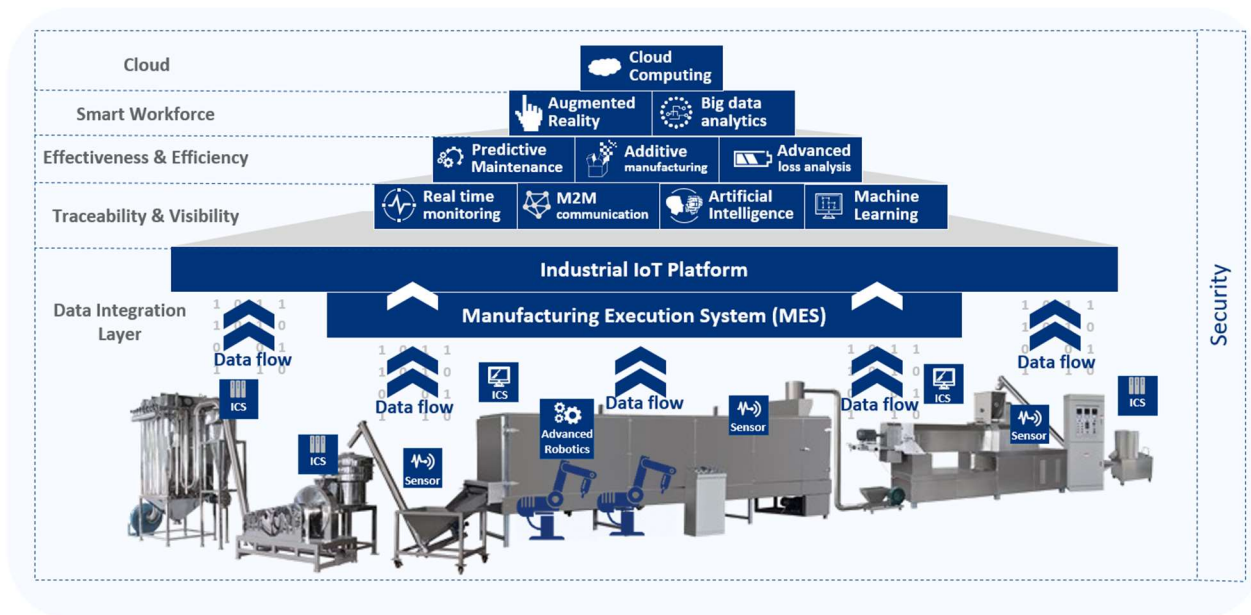 Cloud
Cloud
Computing
Smart Workforce
Augmented
Reality
Big data
analytics
Effectiveness & Efficiency
Predictive
Maintenance
Additive
manufacturing
Advanced
loss analysis
Traceability & Visibility
Real time
monitoring
M2M
communication
Artificial
Intelligence
Machine
Learning
Security
Industrial IoT Platform
Data Integration
Layer
Manufacturing Execution System (MES)
Data flow
Data flow
Data flow
Data flow
Data flow
ICS
ICS
ICS
ICS
ICS
Advanced
Robotics
Sensor
Sensor
Sensor